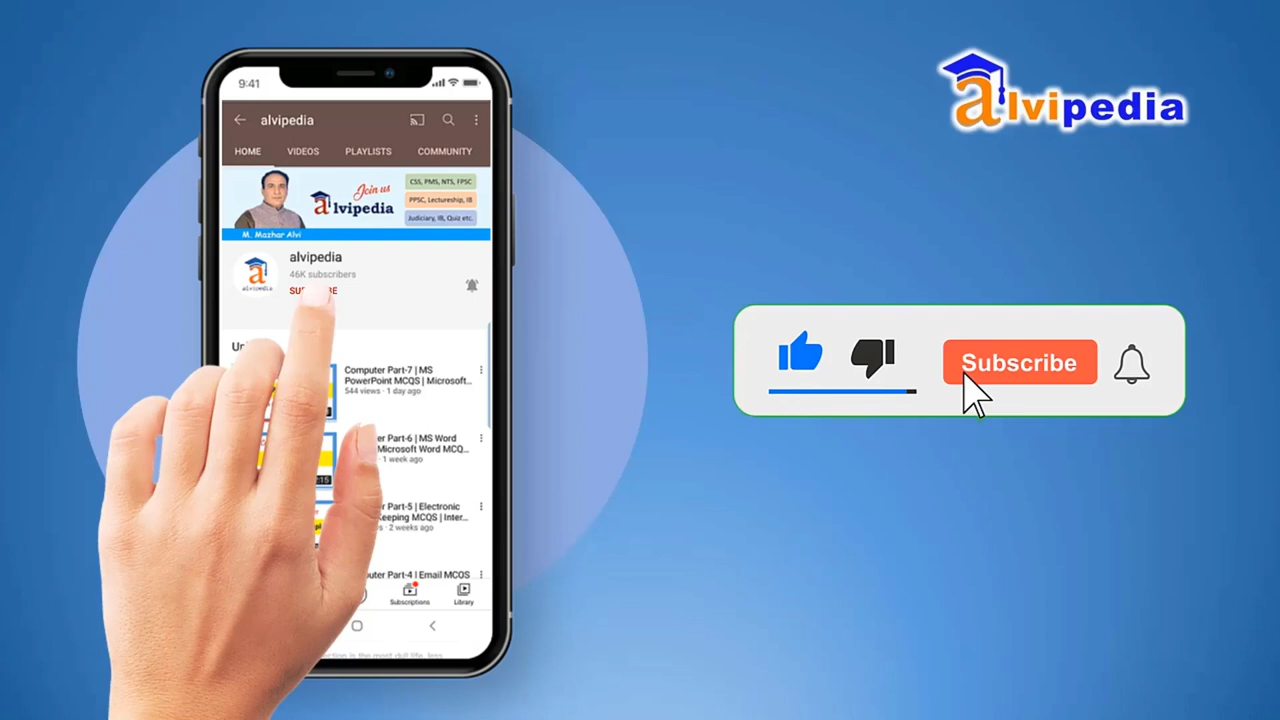 9:41
alvipedia
alvipedia
HOME VIDEOS PLAYLISTS COMMUNITY
Join us
alvipedia
CSS, PMS, NTS, FPSC
PPSC, Lectureship, IB
Judiciary, IB, Quiz etc.
M. Mazhar Alvi
alvipedia
46K subscribers
alvipedia
Computer Part-7 | MS
PowerPoint MCQS | Microsoft...
544 views · 1 day ago
Part-6 | MS Word
Microsoft Word MCQ...
1 week ago
Part-5 | Electronic
MCQS | Inter...
2 weeks ago
Part-4 | Email MCQS
Subscriptions
Library
Subscribe